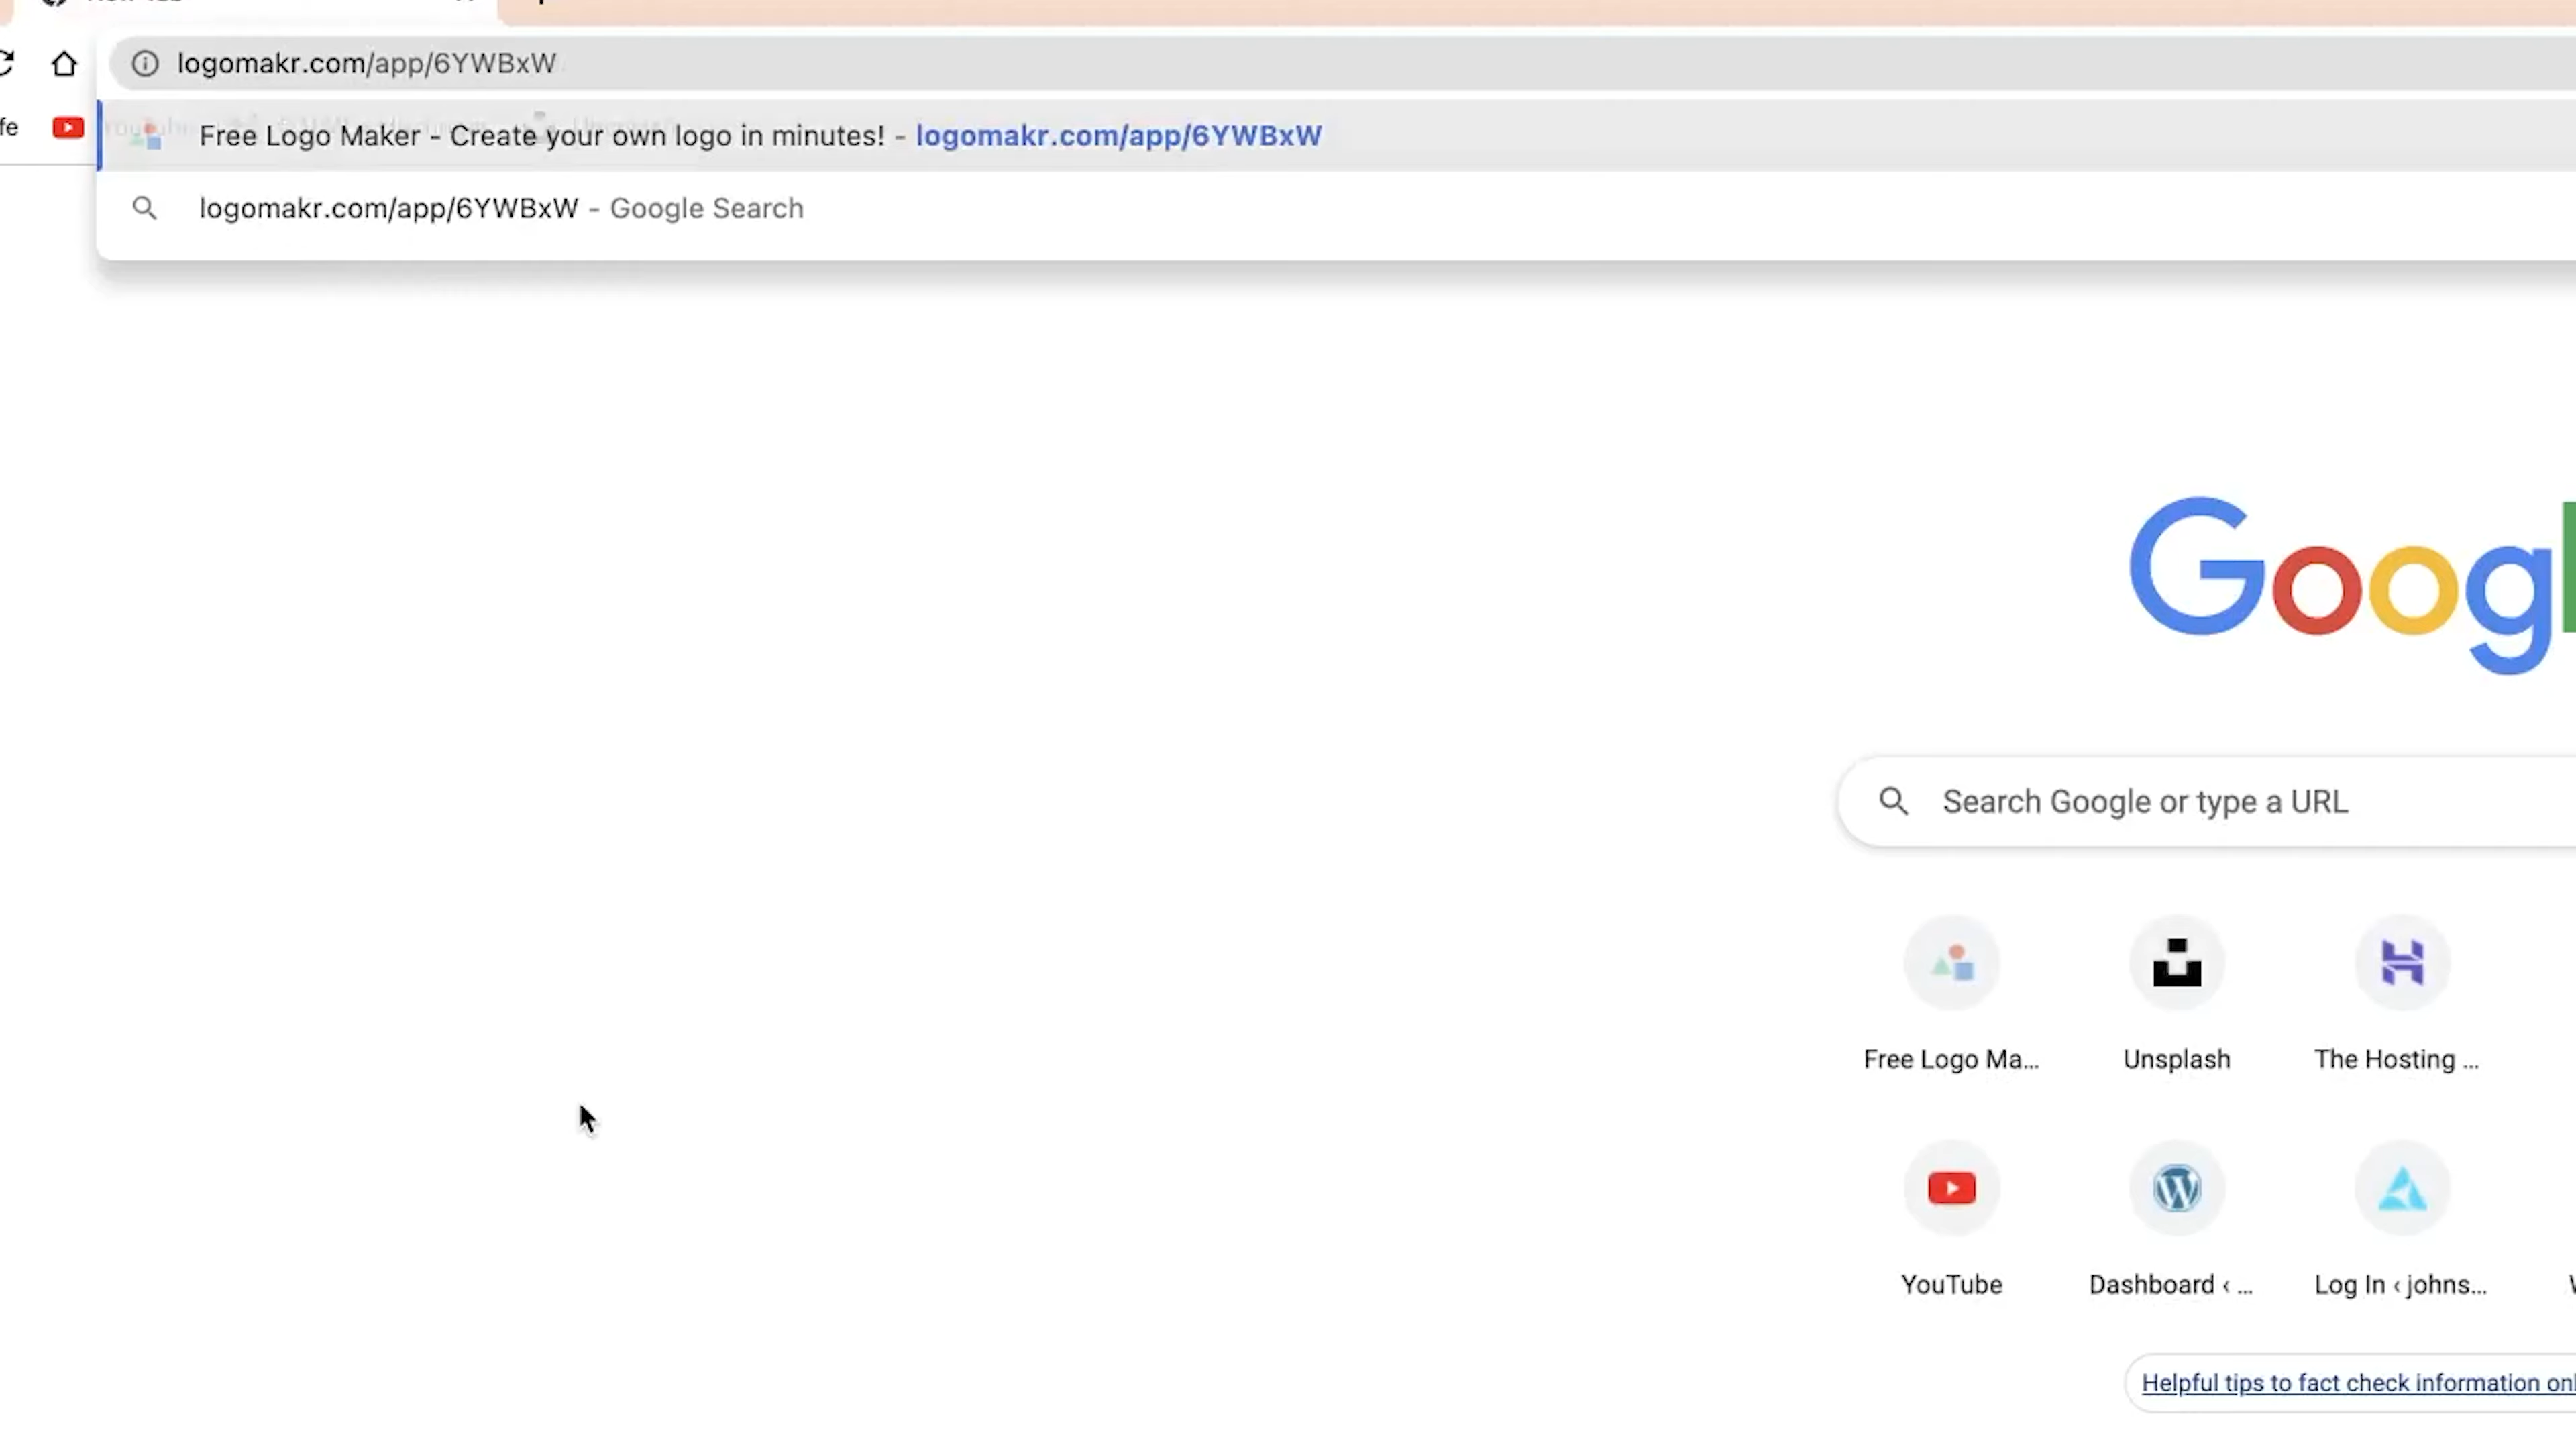 logomakr.com/app/6YWBxW
fe
Free Logo Maker - Create your own logo in minutes! - logomakr.com/app/6YWBxW
logomakr.com/app/6YWBxW - Google Search
Googl
Search Google or type a URL
Free Logo Ma... Unsplash The Hosting ...
YouTube Dashboard ‹ ... Log In ‹ johns...
Helpful tips to fact check information onl